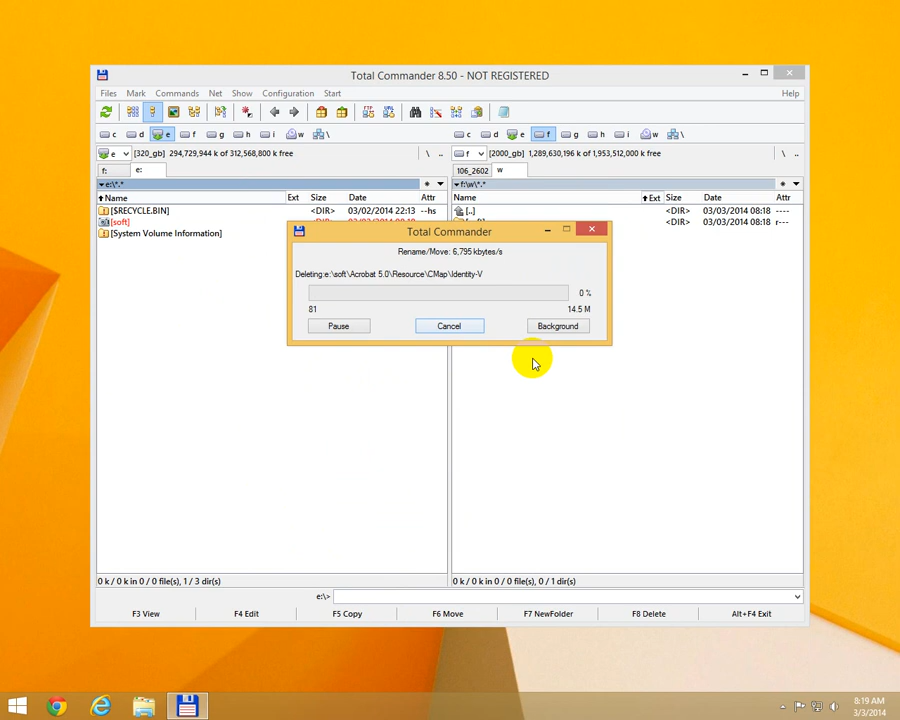 Total Commander 8.50 - NOT REGISTERED
Files Mark Commands Net Show Configuration Start Help
c d e f g h i w \ c d e f g h i w \
e [320_gb] 294,729,944 k of 312,568,800 k free \ .. f [2000_gb] 1,289,630,196 k of 1,953,512,000 k free \ ..
f: e: 106_2602 w
e:\*.* * f:\w\*.* *
Name Ext Size Date Attr Name Ext Size Date Attr
[$RECYCLE.BIN] <DIR> 03/02/2014 22:13 --hs [..] <DIR> 03/03/2014 08:18 ----
[soft] <DIR> 03/03/2014 08:18 r---
[System Volume Information]
Total Commander
Rename/Move: 6,795 kbytes/s
Deleting:e:\soft\Acrobat 5.0\Resource\CMap\Identity-V
0 %
81 14.5 M
Pause Cancel Background
0 k / 0 k in 0 / 0 file(s), 1 / 3 dir(s) 0 k / 0 k in 0 / 0 file(s), 0 / 1 dir(s)
e:\>
F3 View F4 Edit F5 Copy F6 Move F7 NewFolder F8 Delete Alt+F4 Exit
8:19 AM
3/3/2014